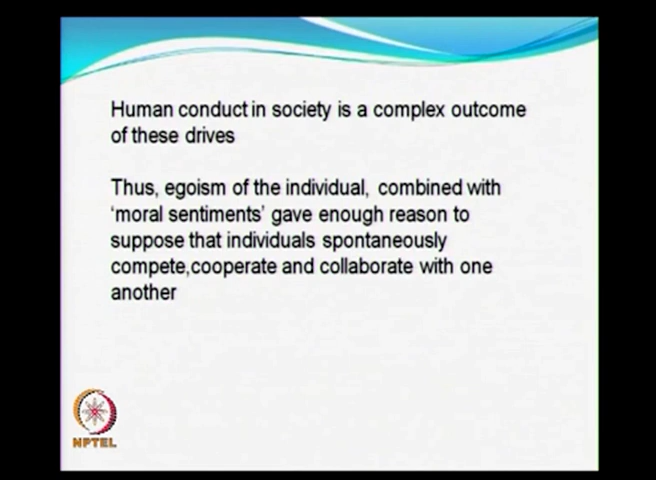 Human conduct in society is a complex outcome
of these drives
Thus, egoism of the individual, combined with
‘moral sentiments’ gave enough reason to
suppose that individuals spontaneously
compete,cooperate and collaborate with one
another
NPTEL